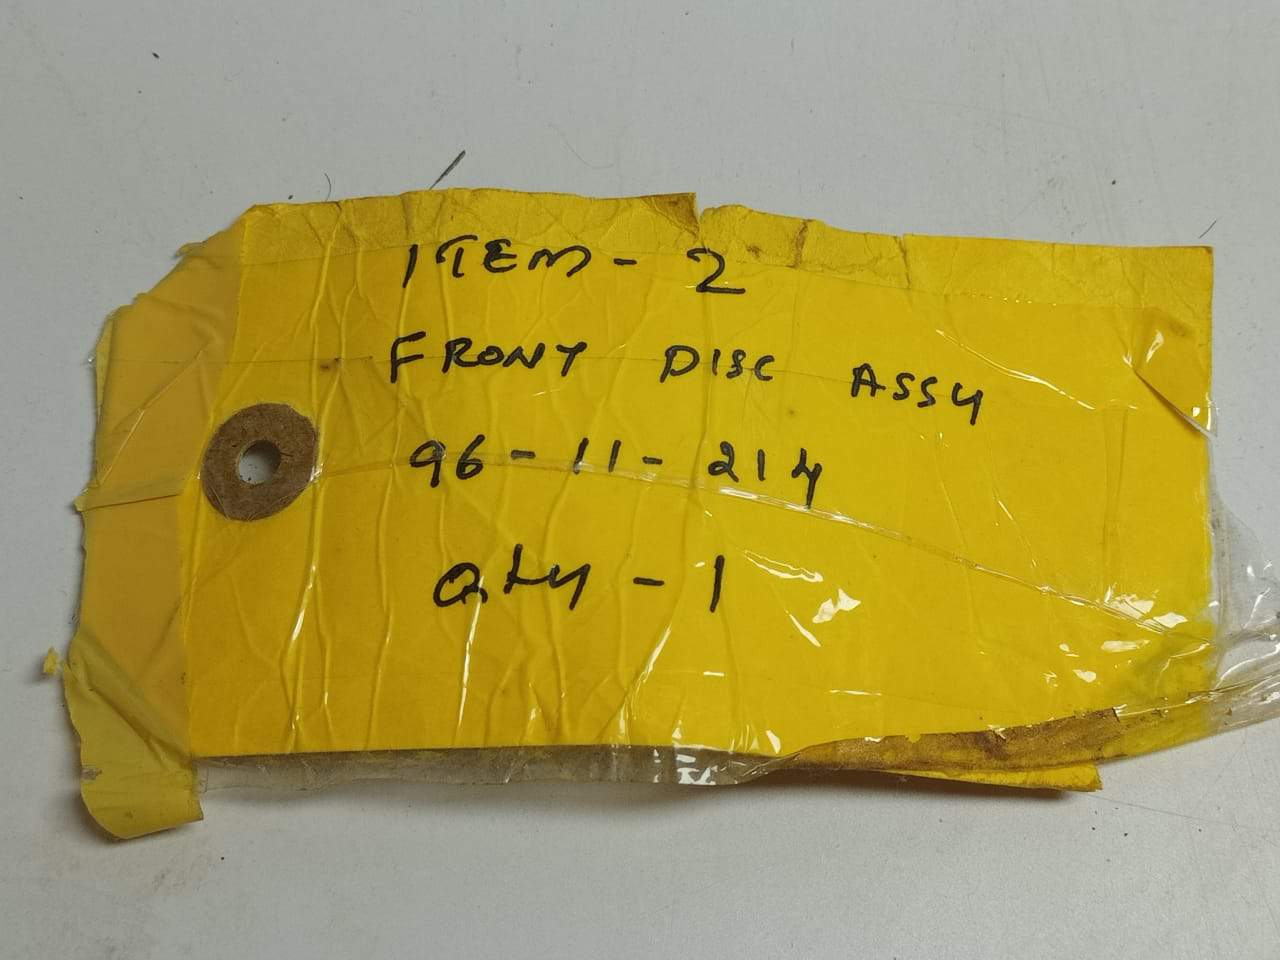 ITEM - 2
FRONT DISC ASSY
96 - 11 - 214
Qty - 1